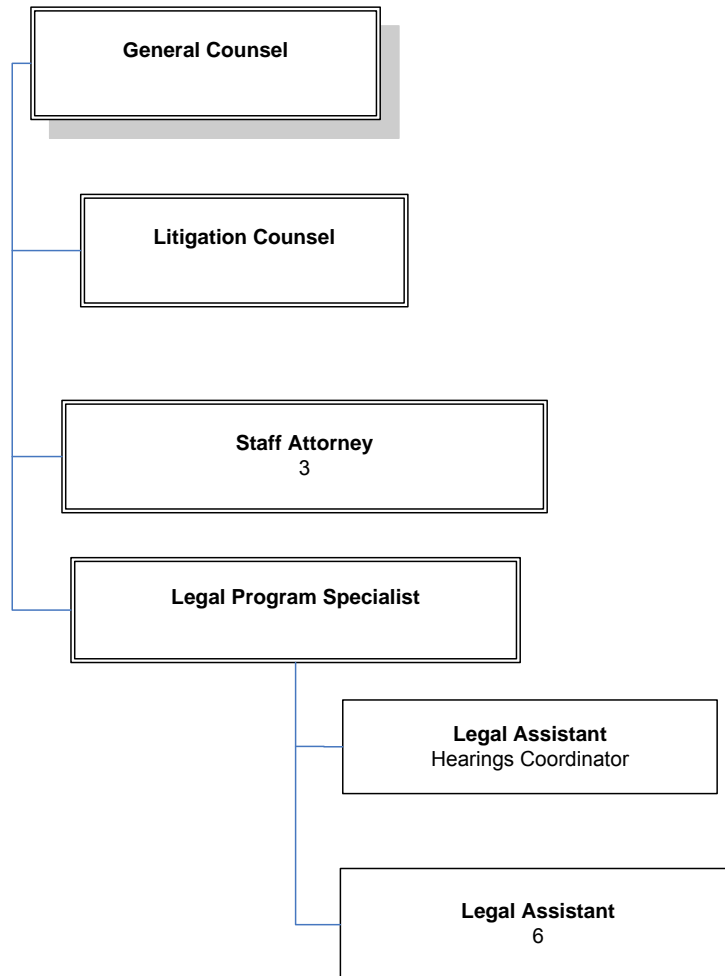 General Counsel
Litigation Counsel
Staff Attorney
3
Legal Program Specialist
Legal Assistant
Hearings Coordinator
Legal Assistant
6